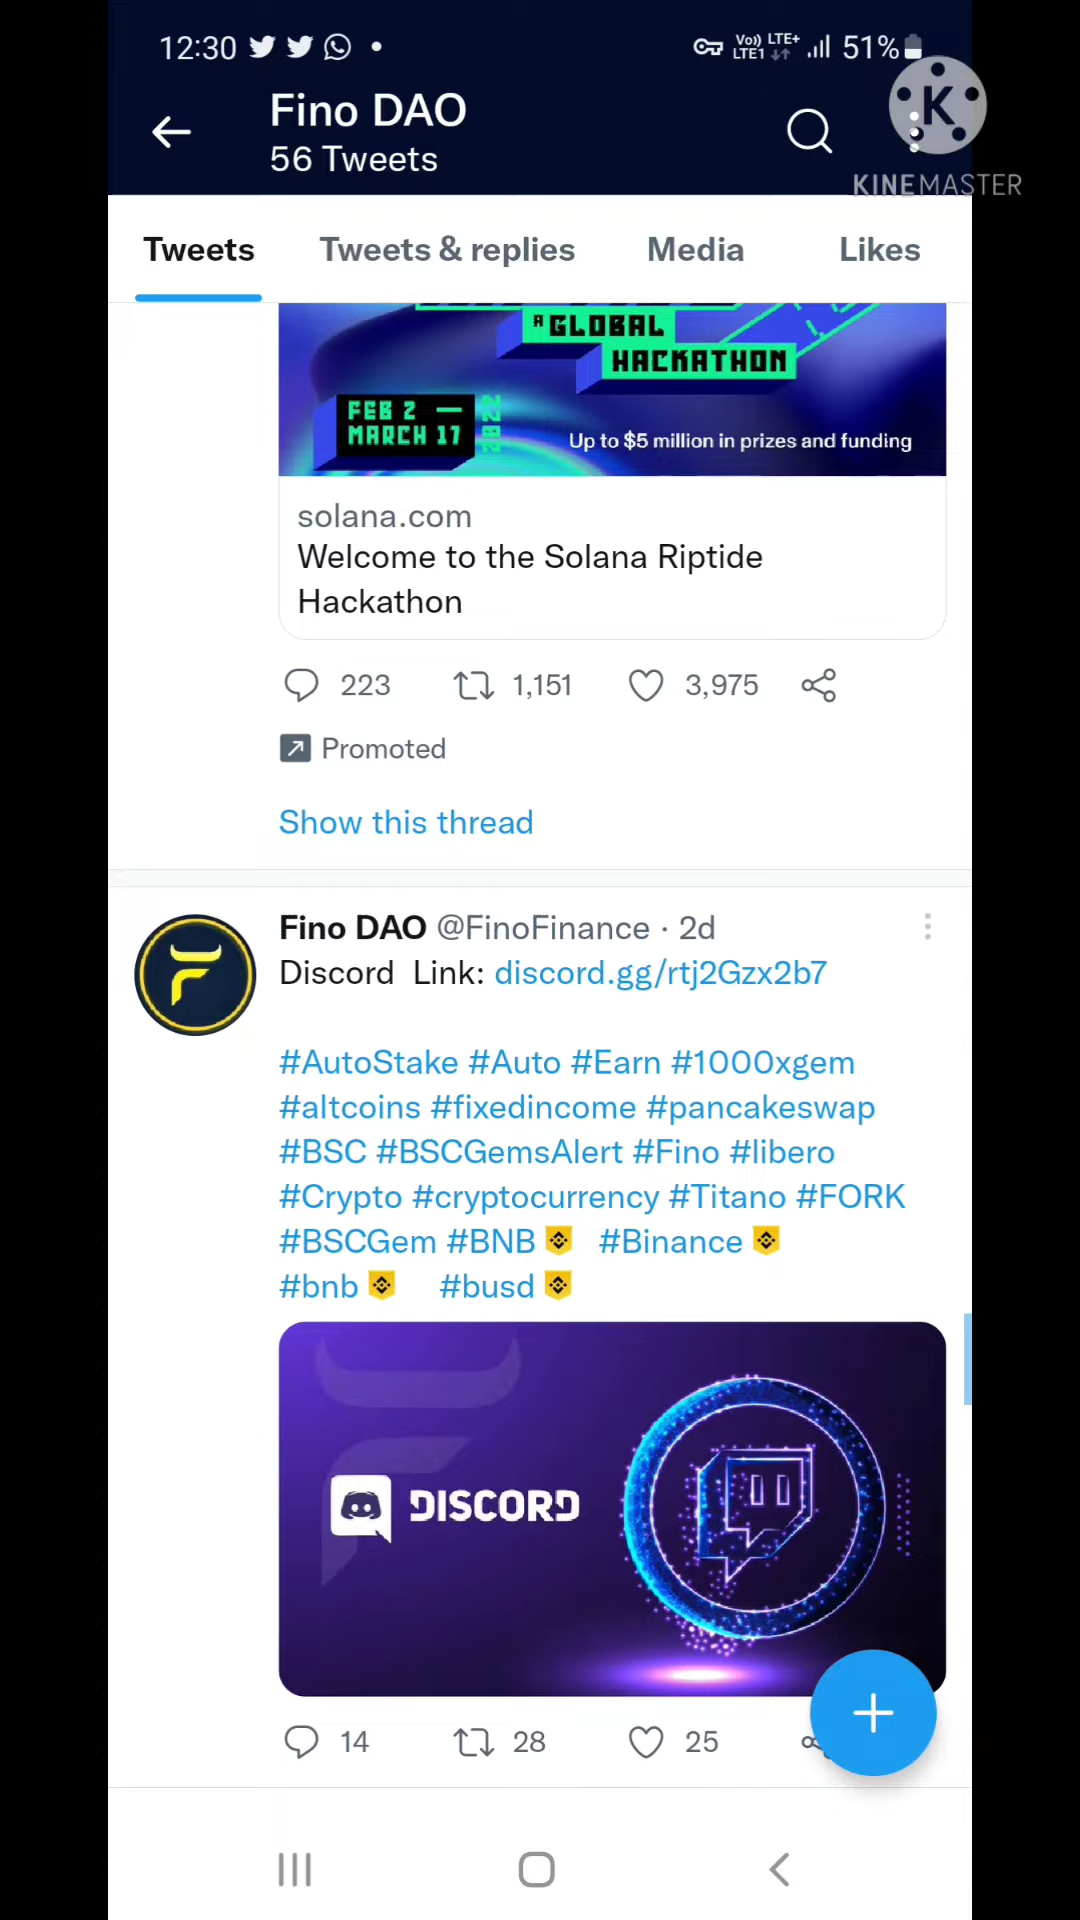 12:30
Vo)) LTE+
LTE1
51%
Fino DAO
56 Tweets
K
KINEMASTER
Tweets
Tweets & replies
Media
Likes
A GLOBAL
HACKATHON
FEB 2 —
MARCH 17
2022
Up to $5 million in prizes and funding
solana.com
Welcome to the Solana Riptide
Hackathon
223
1,151
3,975
Promoted
Show this thread
Fino DAO @FinoFinance · 2d
Discord Link: discord.gg/rtj2Gzx2b7
#AutoStake #Auto #Earn #1000xgem
#altcoins #fixedincome #pancakeswap
#BSC #BSCGemsAlert #Fino #libero
#Crypto #cryptocurrency #Titano #FORK
#BSCGem #BNB #Binance
#bnb #busd
DISCORD
14
28
25